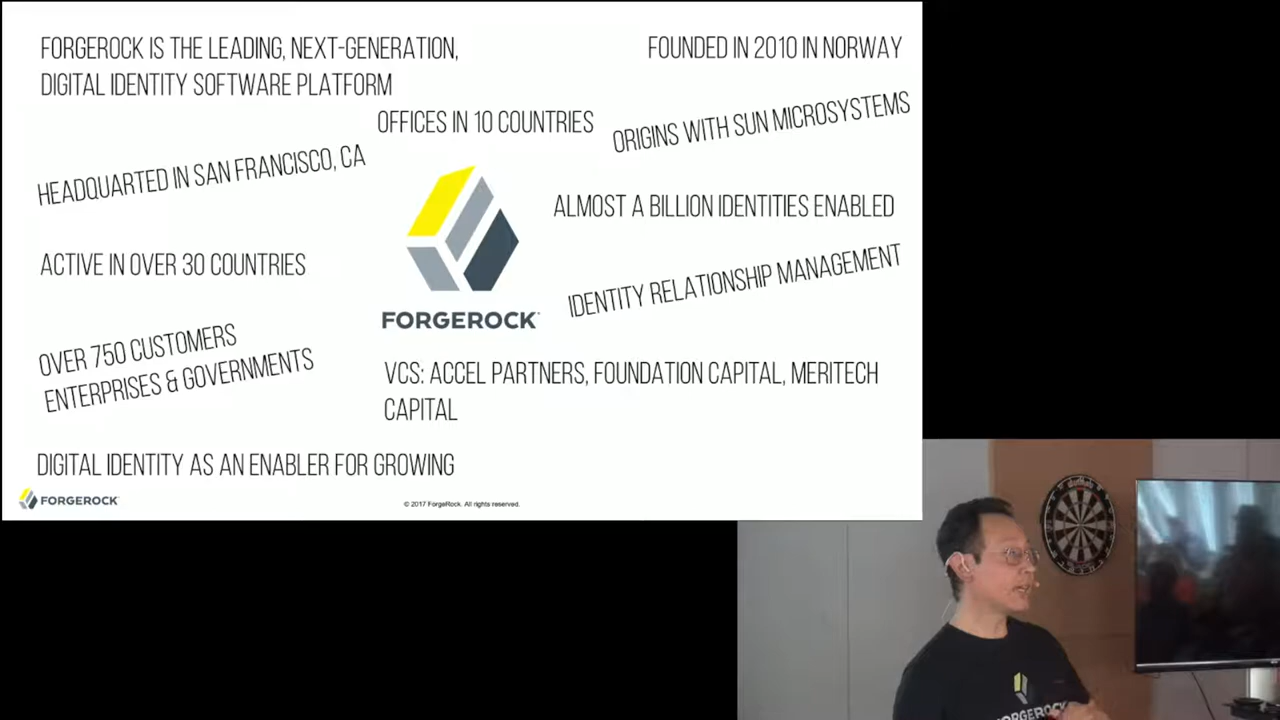 FORGEROCK IS THE LEADING, NEXT-GENERATION,
DIGITAL IDENTITY SOFTWARE PLATFORM
FOUNDED IN 2010 IN NORWAY
OFFICES IN 10 COUNTRIES
ORIGINS WITH SUN MICROSYSTEMS
HEADQUARTED IN SAN FRANCISCO, CA
ALMOST A BILLION IDENTITIES ENABLED
ACTIVE IN OVER 30 COUNTRIES
IDENTITY RELATIONSHIP MANAGEMENT
FORGEROCK
OVER 750 CUSTOMERS
ENTERPRISES & GOVERNMENTS
VCS: ACCEL PARTNERS, FOUNDATION CAPITAL, MERITECH
CAPITAL
DIGITAL IDENTITY AS AN ENABLER FOR GROWING
FORGEROCK
© 2017 ForgeRock. All rights reserved.
FORGEROCK